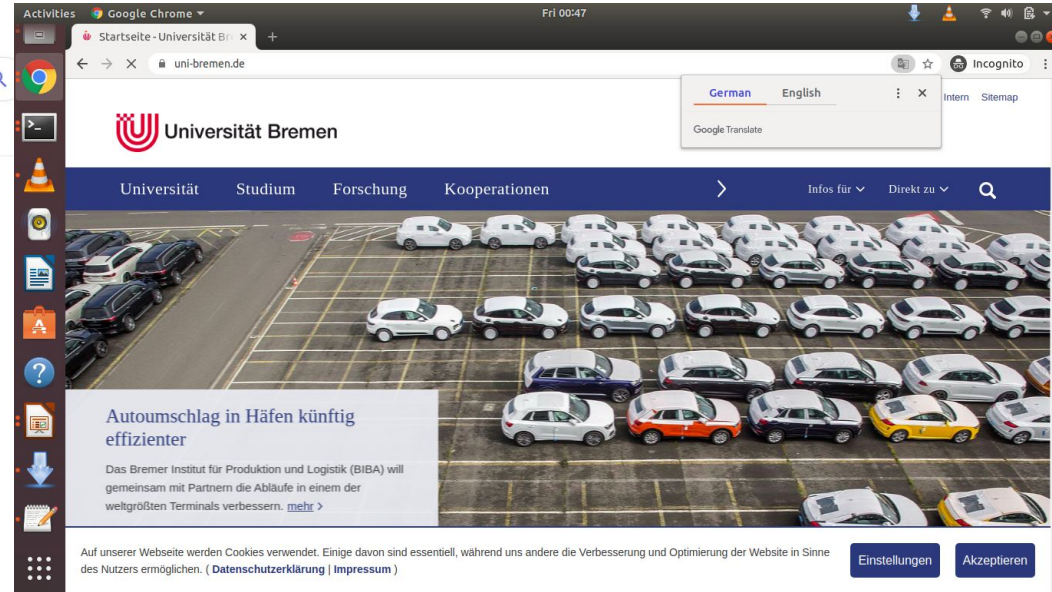 Activities Google Chrome Fri 00:47
Startseite - Universität Br
uni-bremen.de Incognito
German English
Google Translate
Intern Sitemap
Universität Bremen
Universität Studium Forschung Kooperationen Infos für Direkt zu
Autoumschlag in Häfen künftig
effizienter
Das Bremer Institut für Produktion und Logistik (BIBA) will
gemeinsam mit Partnern die Abläufe in einem der
weltgrößten Terminals verbessern. mehr >
Auf unserer Webseite werden Cookies verwendet. Einige davon sind essentiell, während uns andere die Verbesserung und Optimierung der Website in Sinne
des Nutzers ermöglichen. ( Datenschutzerklärung | Impressum )
Einstellungen Akzeptieren